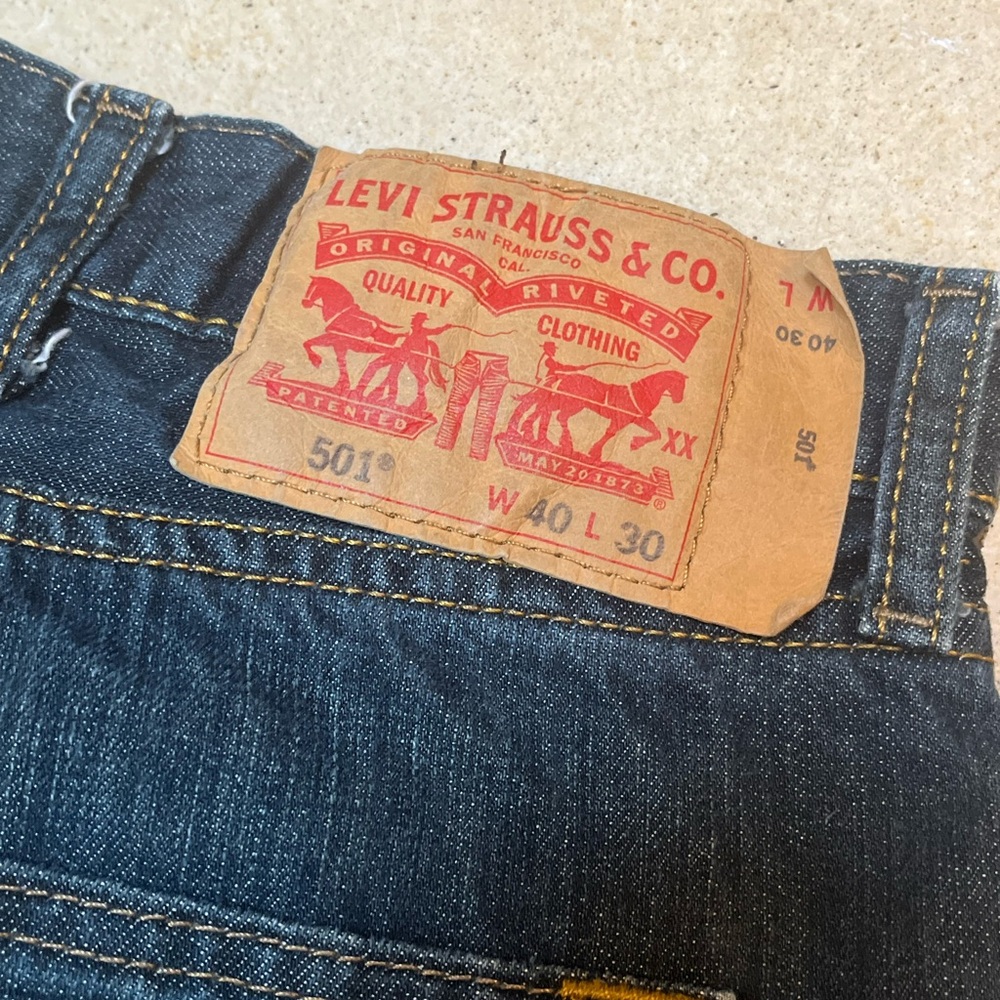 LEVI STRAUSS & CO.
SAN FRANCISCO
CAL.
ORIGINAL RIVETED
QUALITY CLOTHING
PATENTED MAY 20 1873 XX
®
501®
W 40 L 30
W L
40 30
501®